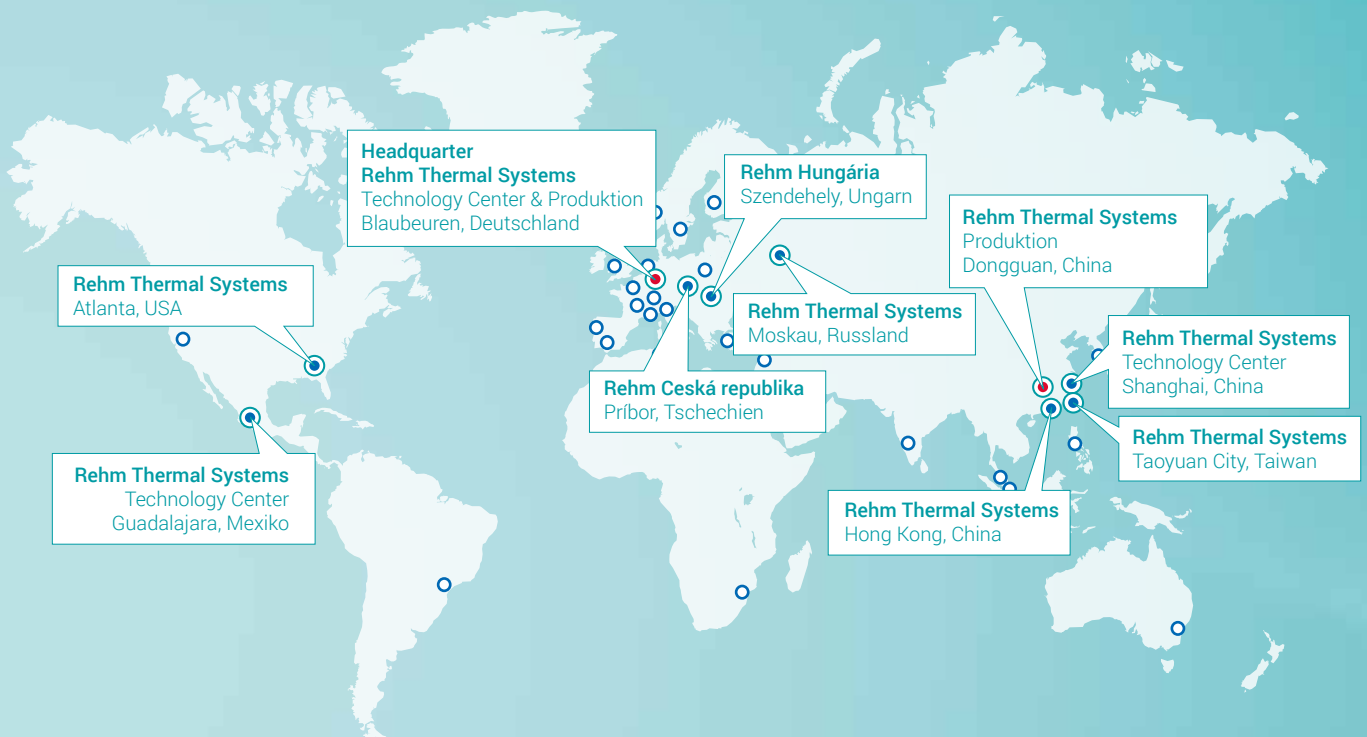 Headquarter
Rehm Thermal Systems
Technology Center & Produktion
Blaubeuren, Deutschland
Rehm Hungária
Szendehely, Ungarn
Rehm Thermal Systems
Produktion
Dongguan, China
Rehm Thermal Systems
Atlanta, USA
Rehm Thermal Systems
Moskau, Russland
Rehm Thermal Systems
Technology Center
Shanghai, China
Rehm Ceská republika
Príbor, Tschechien
Rehm Thermal Systems
Taoyuan City, Taiwan
Rehm Thermal Systems
Technology Center
Guadalajara, Mexiko
Rehm Thermal Systems
Hong Kong, China